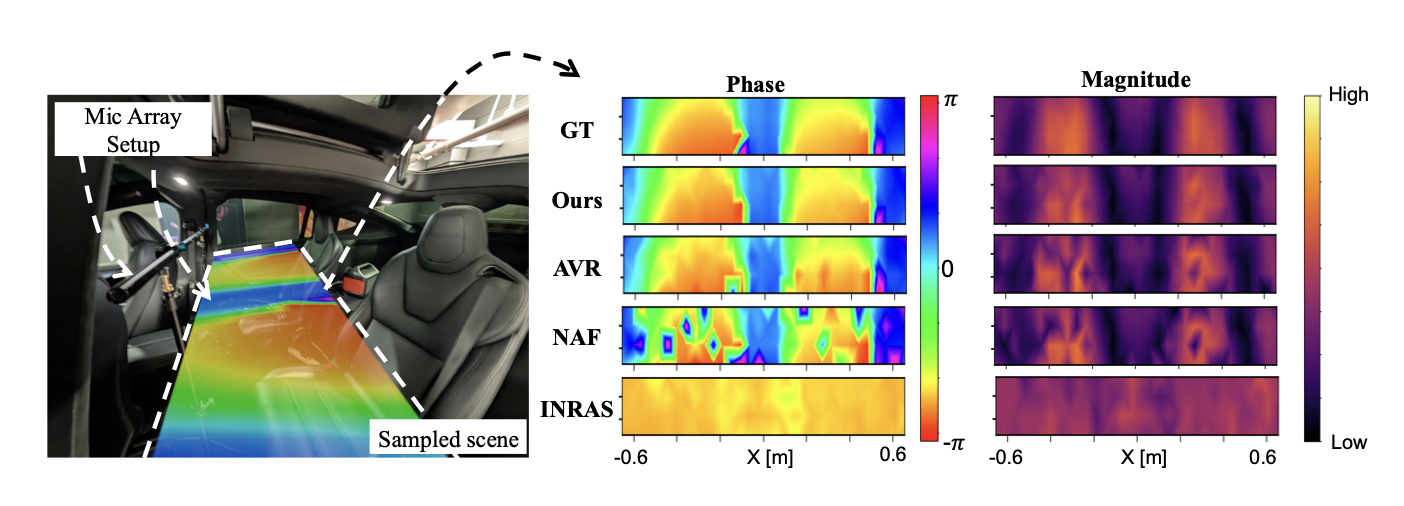 Mic Array
Setup
Sampled scene
Phase
Magnitude
GT
Ours
AVR
NAF
INRAS
π
0
-π
High
Low
-0.6
X [m]
0.6
-0.6
X [m]
0.6